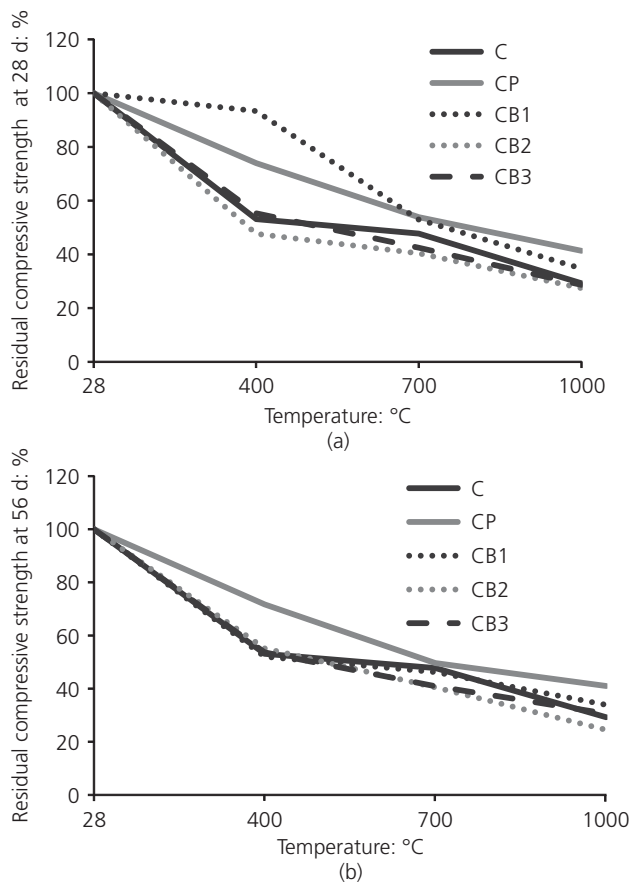 Residual compressive strength at 28 d: %
120
100
80
60
40
20
0
28
400
700
1000
C
CP
CB1
CB2
CB3
Temperature: °C
(a)
Residual compressive strength at 56 d: %
120
100
80
60
40
20
0
28
400
700
1000
C
CP
CB1
CB2
CB3
Temperature: °C
(b)